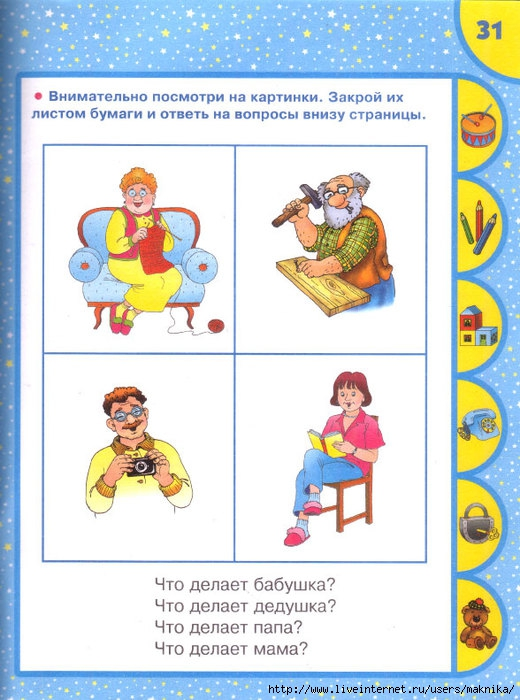 31
• Внимательно посмотри на картинки. Закрой их
листом бумаги и ответь на вопросы внизу страницы.
Что делает бабушка?
Что делает дедушка?
Что делает папа?
Что делает мама?
http://www.liveinternet.ru/users/maknika/